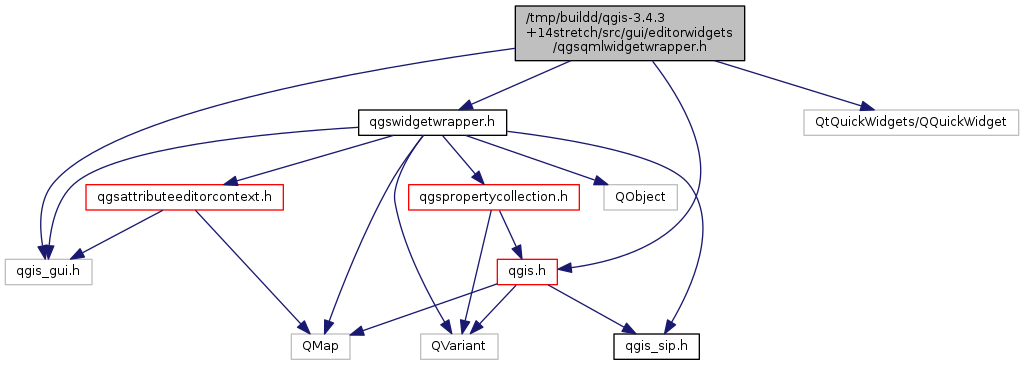 /tmp/buildd/qgis-3.4.3
+14stretch/src/gui/editorwidgets
/qgsqmlwidgetwrapper.h
qgswidgetwrapper.h
QtQuickWidgets/QQuickWidget
qgsattributeeditorcontext.h
qgspropertycollection.h
QObject
qgis_gui.h
qgis.h
QMap
QVariant
qgis_sip.h